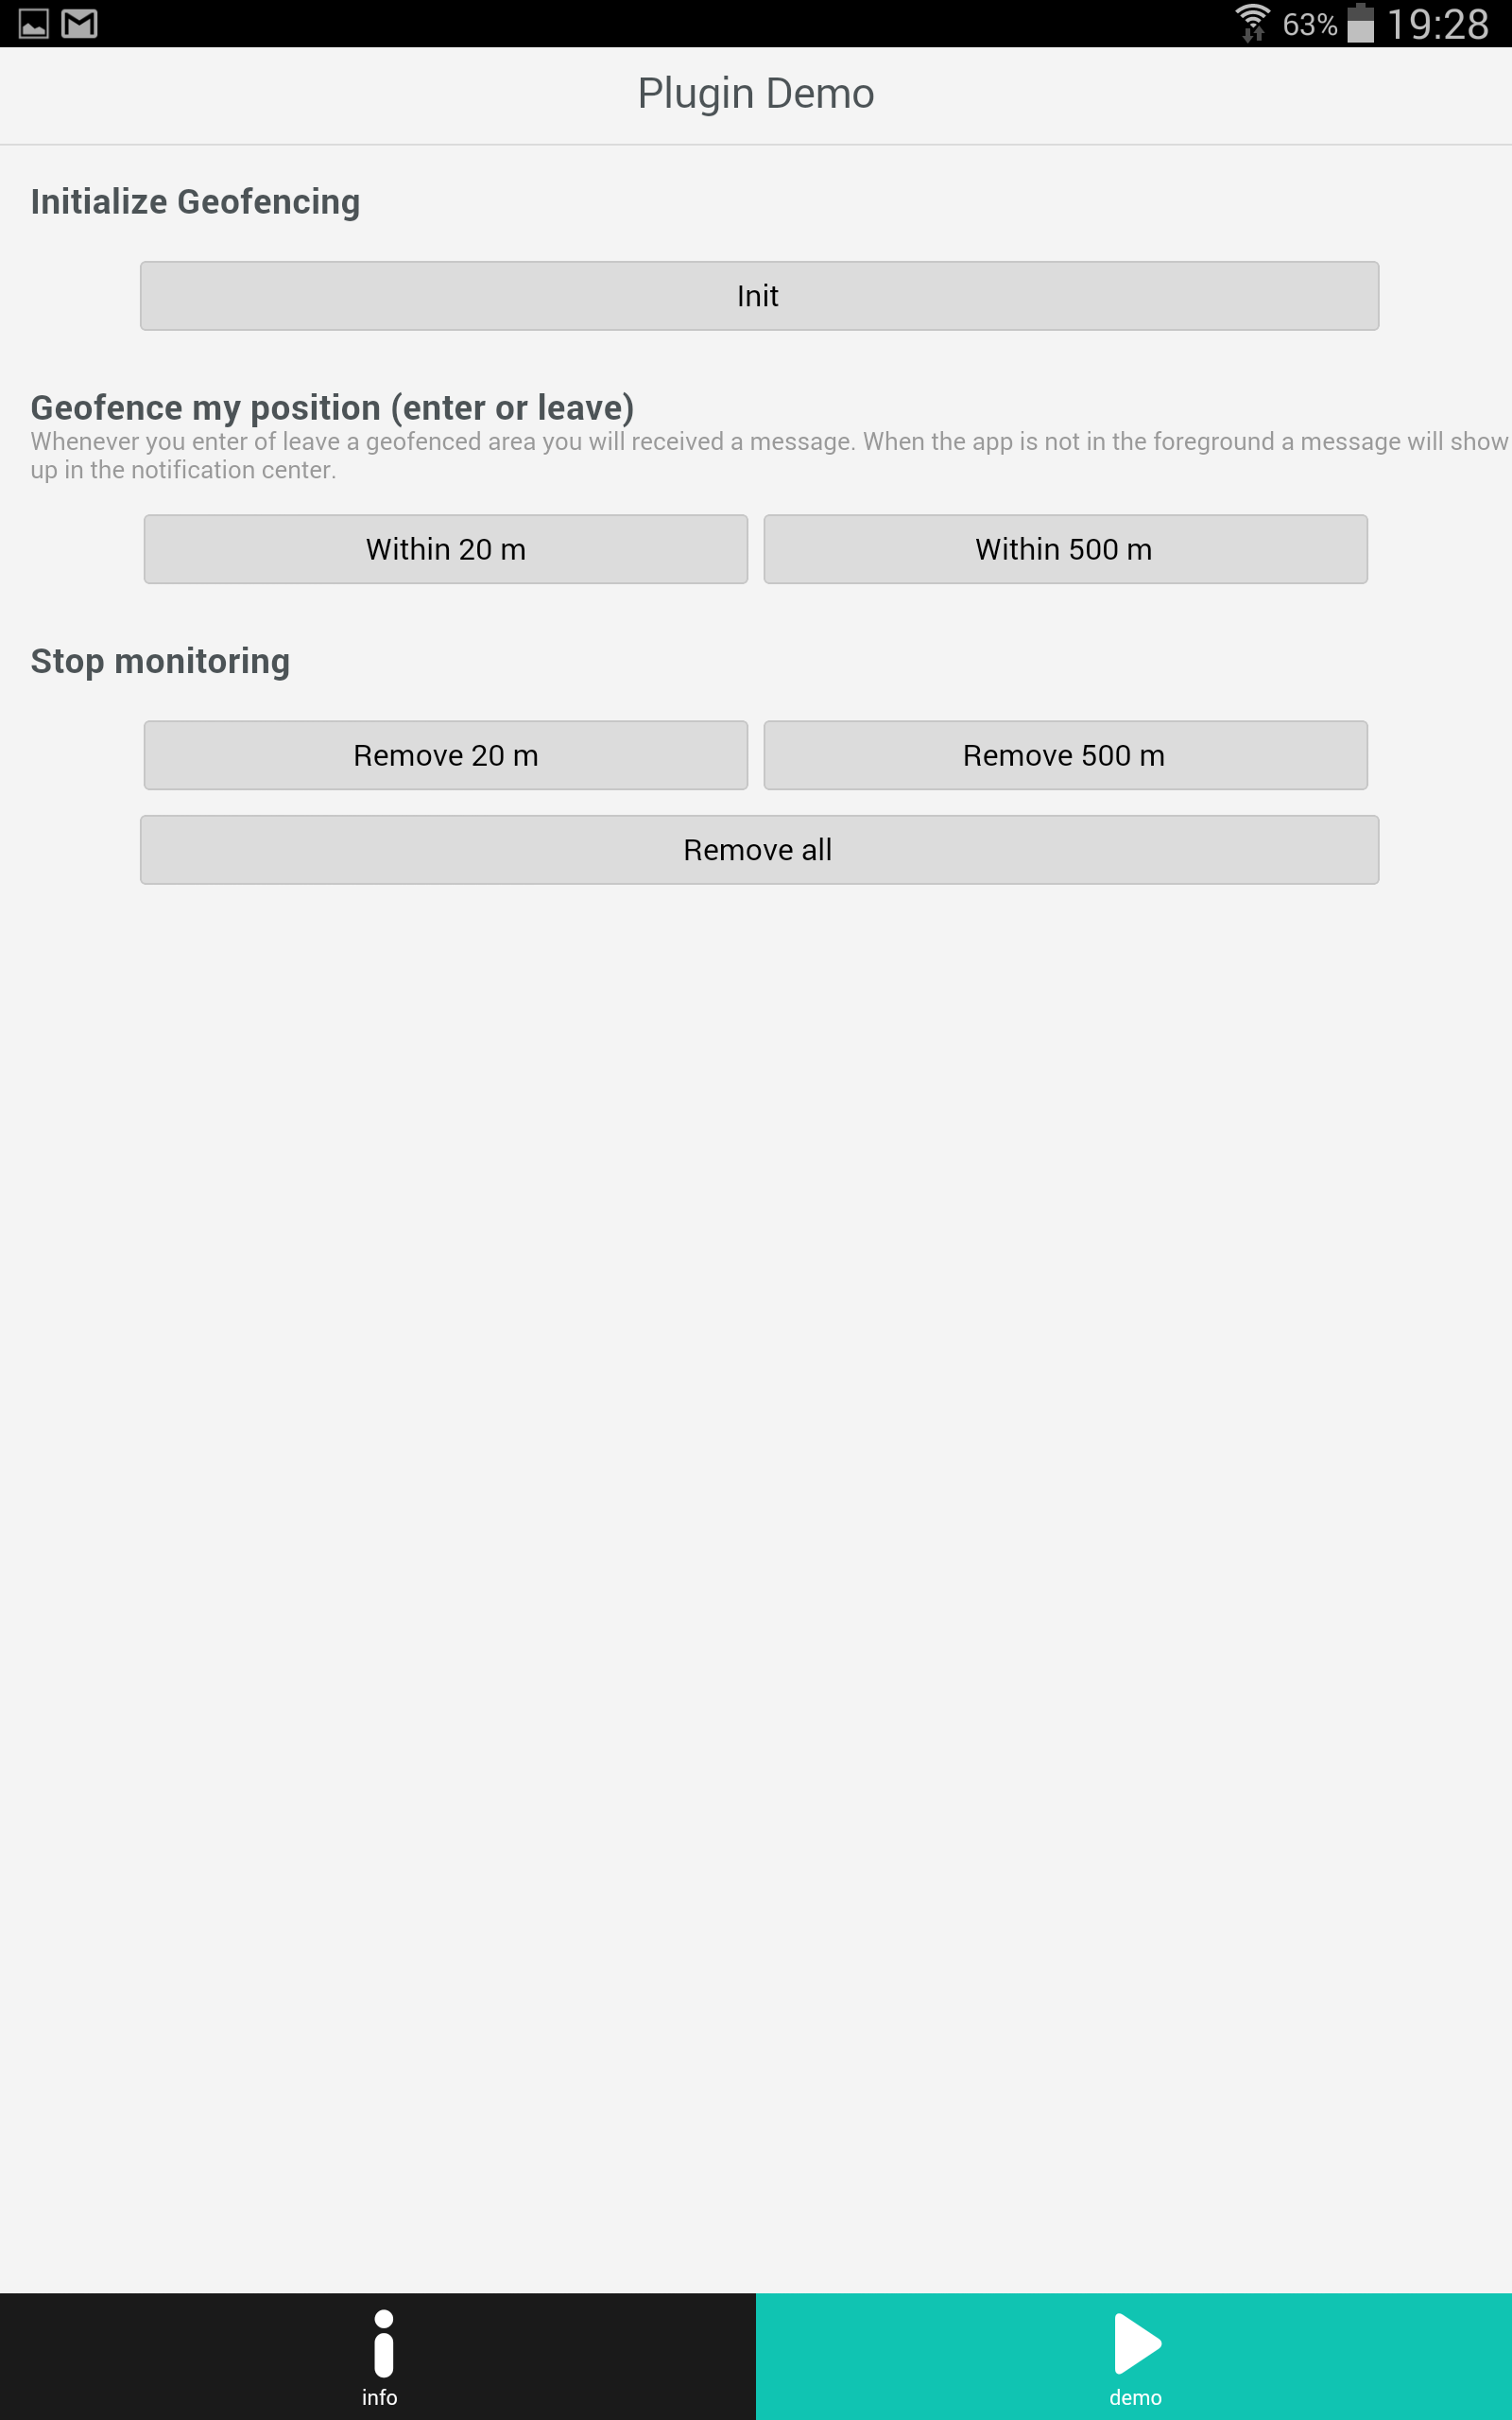 63% 19:28
Plugin Demo
Initialize Geofencing
Init
Geofence my position (enter or leave)
Whenever you enter of leave a geofenced area you will received a message. When the app is not in the foreground a message will show
up in the notification center.
Within 20 m Within 500 m
Stop monitoring
Remove 20 m Remove 500 m
Remove all
info demo